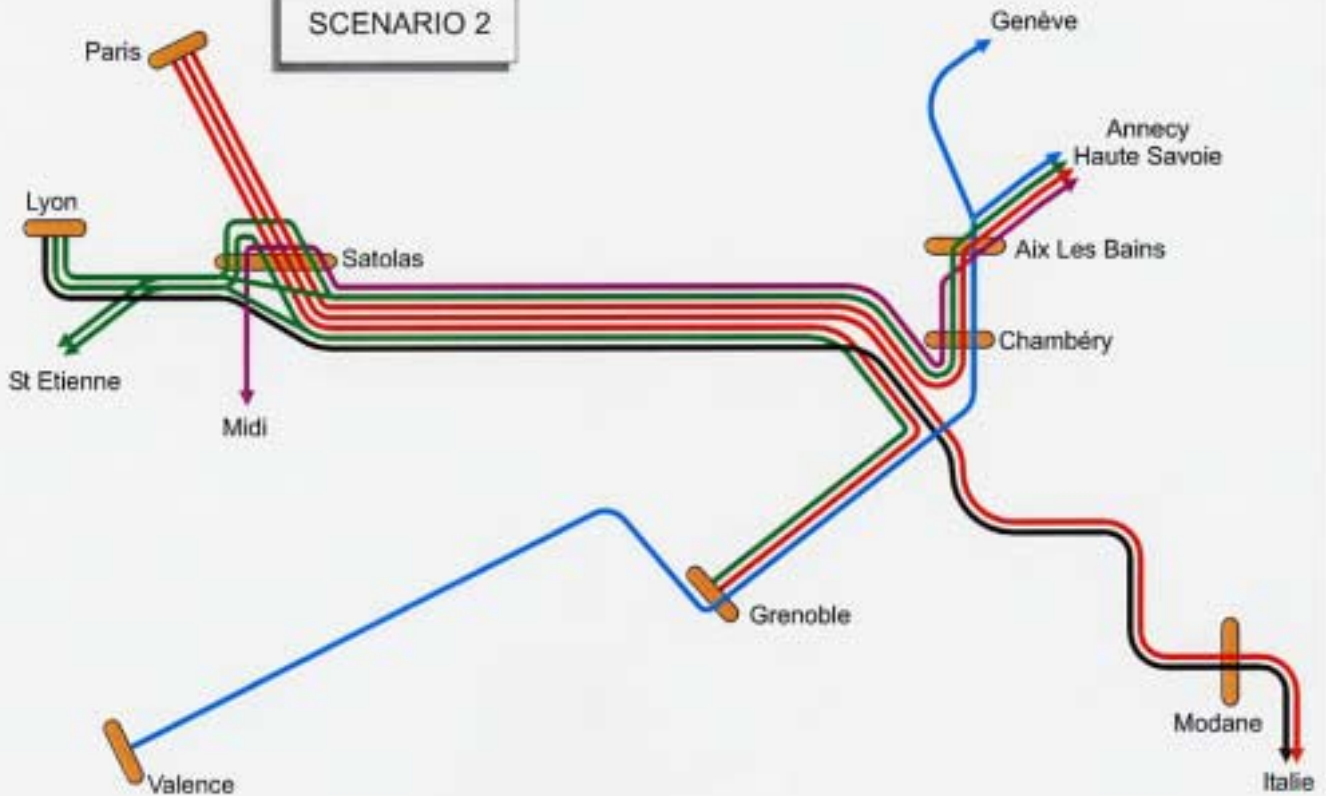 SCENARIO 2
Genève
Paris
Annecy
Haute Savoie
Lyon
Satolas
Aix Les Bains
Chambéry
St Etienne
Midi
Grenoble
Modane
Valence
Italie